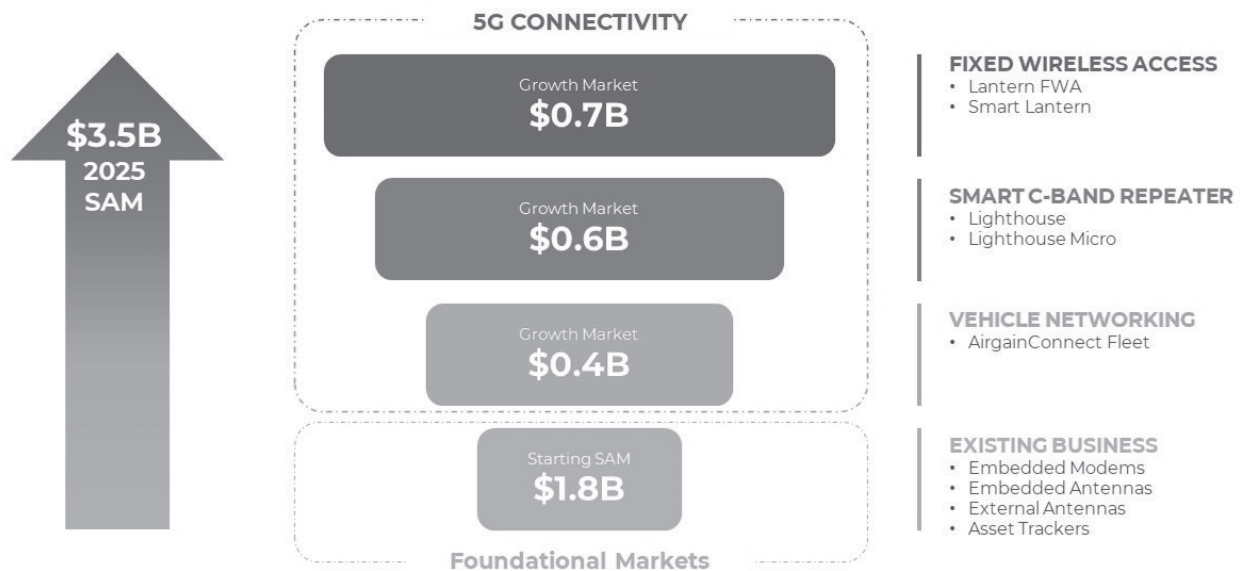 5G CONNECTIVITY
$3.5B
2025
SAM
Growth Market
$0.7B
FIXED WIRELESS ACCESS
• Lantern FWA
• Smart Lantern
Growth Market
$0.6B
SMART C-BAND REPEATER
• Lighthouse
• Lighthouse Micro
Growth Market
$0.4B
VEHICLE NETWORKING
• AirgainConnect Fleet
Starting SAM
$1.8B
EXISTING BUSINESS
• Embedded Modems
• Embedded Antennas
• External Antennas
• Asset Trackers
Foundational Markets